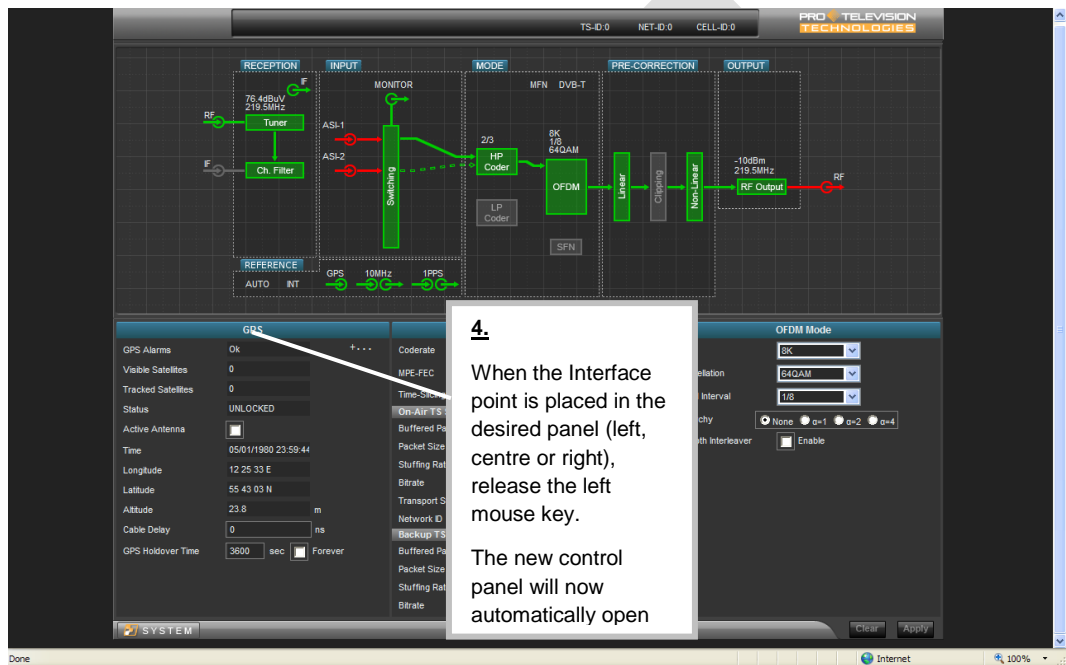 TS-ID:0 NET-ID:0 CELL-ID:0
PRO TELEVISION
TECHNOLOGIES
RECEPTION
INPUT
MODE
PRE-CORRECTION
OUTPUT
IF
76.4dBuV
219.5MHz
RF
Tuner
IF
Ch. Filter
MONITOR
ASI-1
ASI-2
Switching
MFN DVB-T
2/3
HP
Coder
LP
Coder
8K
1/8
64QAM
OFDM
SFN
Linear
Clipping
Non-Linear
-10dBm
219.5MHz
RF Output
RF
REFERENCE
AUTO INT
GPS 10MHz 1PPS
GPS
GPS Alarms Ok +...
Visible Satellites 0
Tracked Satellites 0
Status UNLOCKED
Active Antenna
Time 05/01/1980 23:59:44
Longitude 12 25 33 E
Latitude 55 43 03 N
Altitude 23.8 m
Cable Delay 0 ns
GPS Holdover Time 3600 sec Forever
Coderate
MPE-FEC
Time-Slicing
On-Air TS
Buffered Pa
Packet Size
Stuffing Rat
Bitrate
Transport S
Network ID
Backup TS
Buffered Pa
Packet Size
Stuffing Rat
Bitrate
4.
When the Interface
point is placed in the
desired panel (left,
centre or right),
release the left
mouse key.
The new control
panel will now
automatically open
OFDM Mode
8K
ellation 64QAM
Interval 1/8
chy None α=1 α=2 α=4
th Interleaver Enable
SYSTEM
Clear Apply
Done Internet 100%